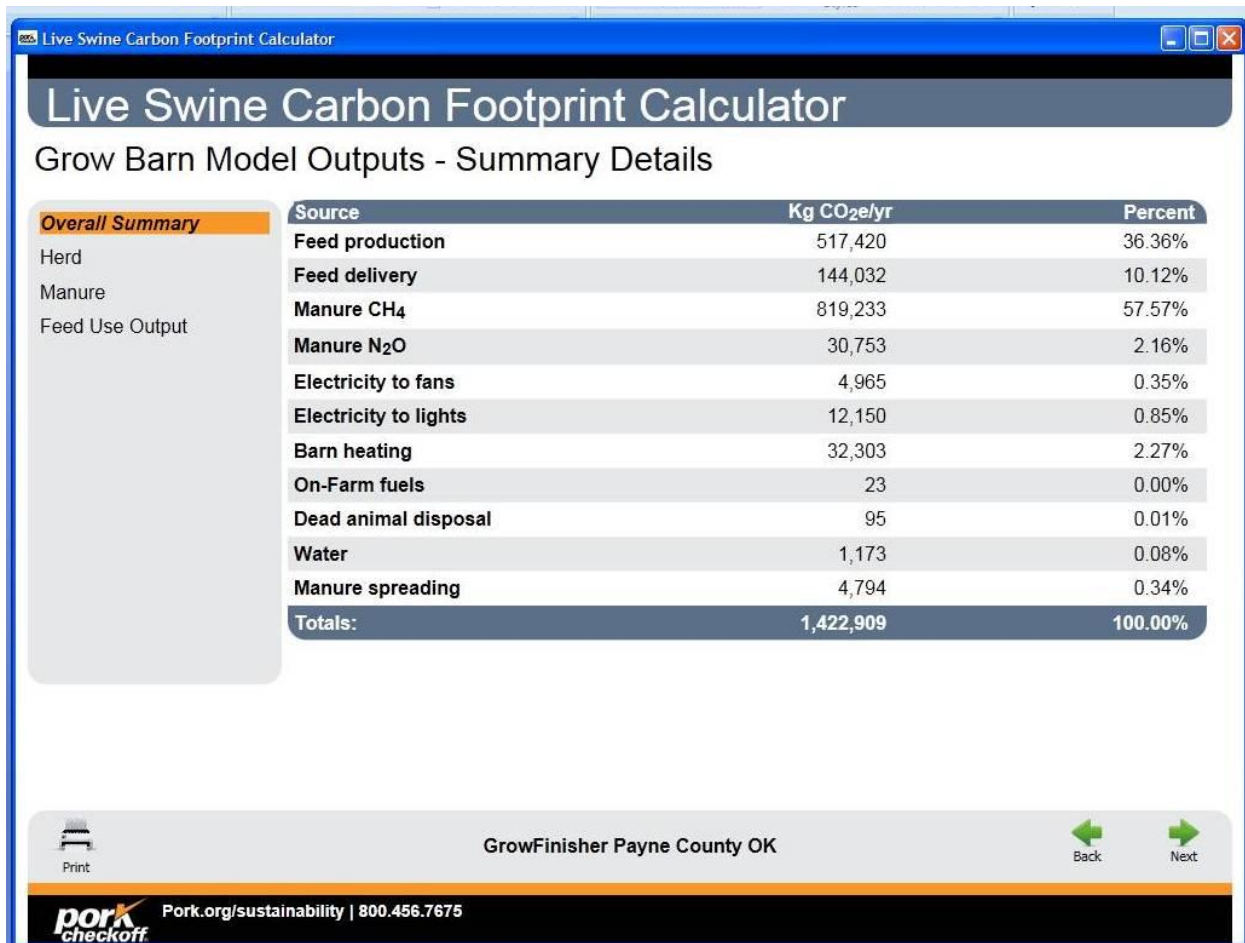 Live Swine Carbon Footprint Calculator
Live Swine Carbon Footprint Calculator
Grow Barn Model Outputs - Summary Details
Overall Summary
Herd
Manure
Feed Use Output
Source Kg CO2e/yr Percent
Feed production 517,420 36.36%
Feed delivery 144,032 10.12%
Manure CH4 819,233 57.57%
Manure N2O 30,753 2.16%
Electricity to fans 4,965 0.35%
Electricity to lights 12,150 0.85%
Barn heating 32,303 2.27%
On-Farm fuels 23 0.00%
Dead animal disposal 95 0.01%
Water 1,173 0.08%
Manure spreading 4,794 0.34%
Totals: 1,422,909 100.00%
Print
GrowFinisher Payne County OK
Back
Next
pork checkoff
Pork.org/sustainability | 800.456.7675